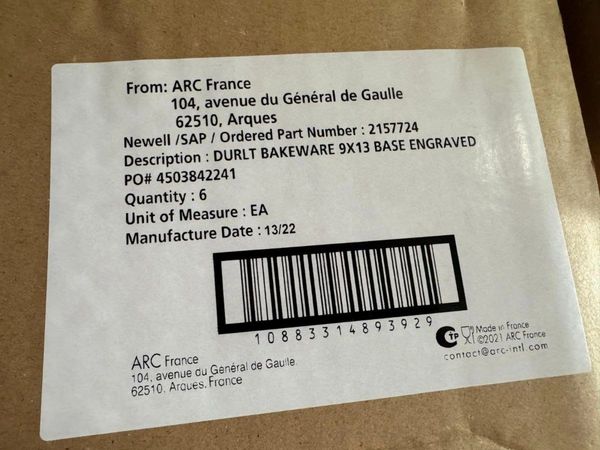 From: ARC France
104, avenue du Général de Gaulle
62510, Arques
Newell /SAP / Ordered Part Number : 2157724
Description : DURLT BAKEWARE 9X13 BASE ENGRAVED
PO# 4503842241
Quantity : 6
Unit of Measure : EA
Manufacture Date : 13/22
10883314893929
ARC France
104, avenue du Général de Gaulle
62510, Arques, France
CTP
Made in France
©2021 ARC France
contact@arc-intl.com